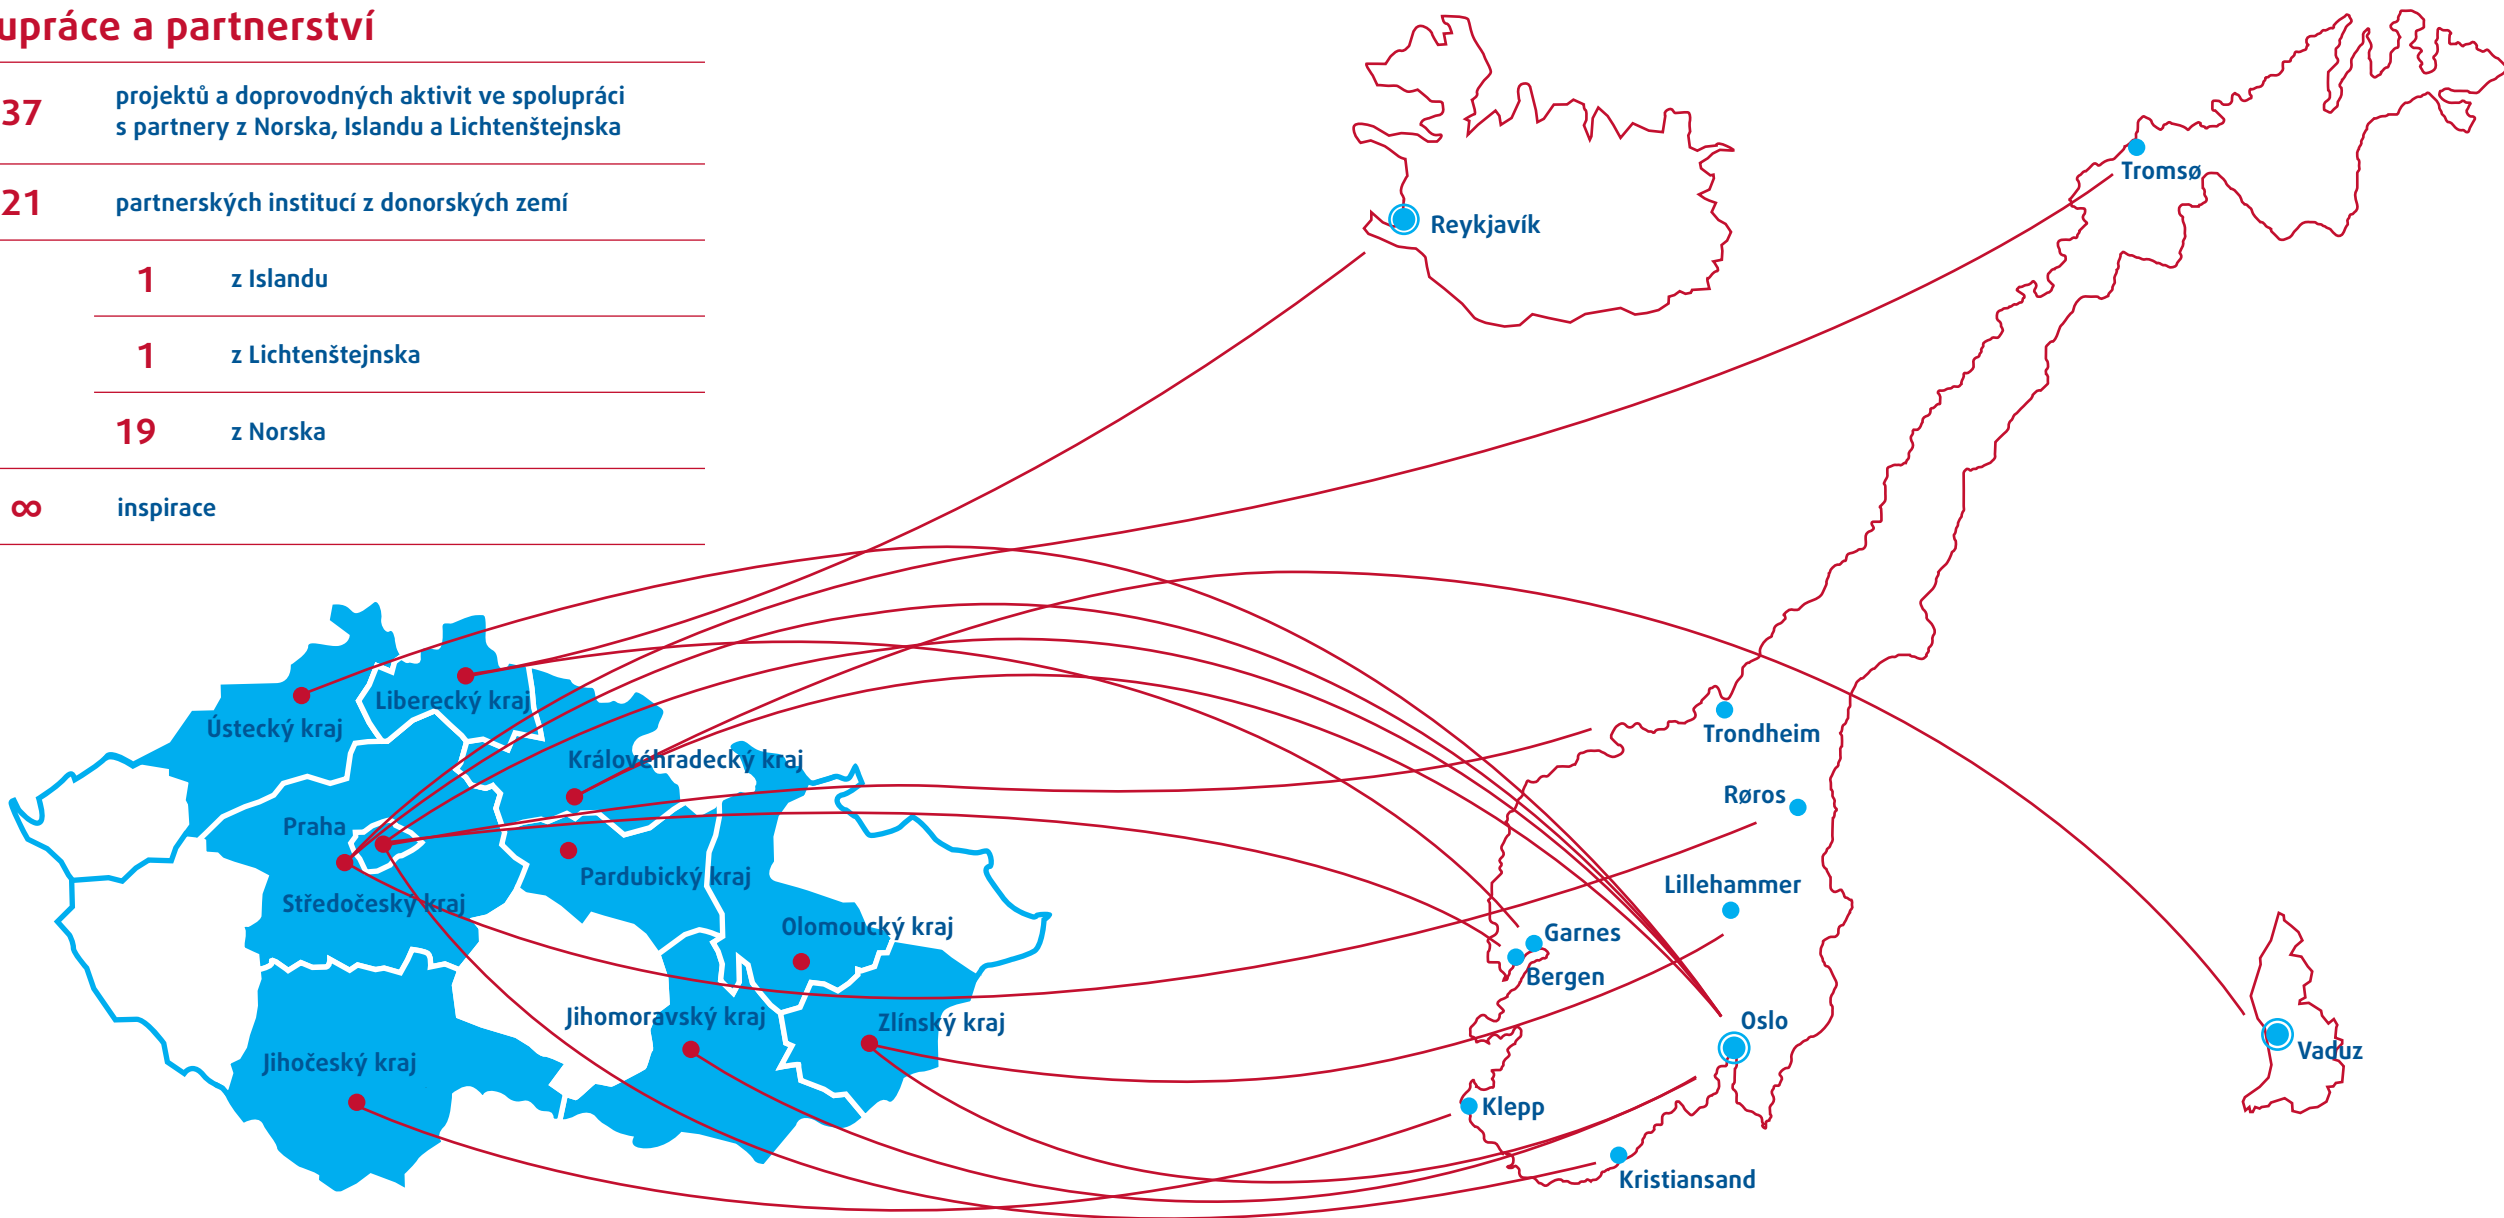 upráce a partnerství
37 projektů a doprovodných aktivit ve spolupráci
s partnery z Norska, Islandu a Lichtenštejnska
21 partnerských institucí z donorských zemí
1 z Islandu
1 z Lichtenštejnska
19 z Norska
∞ inspirace
Reykjavík
Tromsø
Trondheim
Røros
Lillehammer
Garnes
Bergen
Oslo
Klepp
Kristiansand
Vaduz
Liberecký kraj
Ústecký kraj
Královéhradecký kraj
Praha
Pardubický kraj
Středočeský kraj
Olomoucký kraj
Jihomoravský kraj
Zlínský kraj
Jihočeský kraj